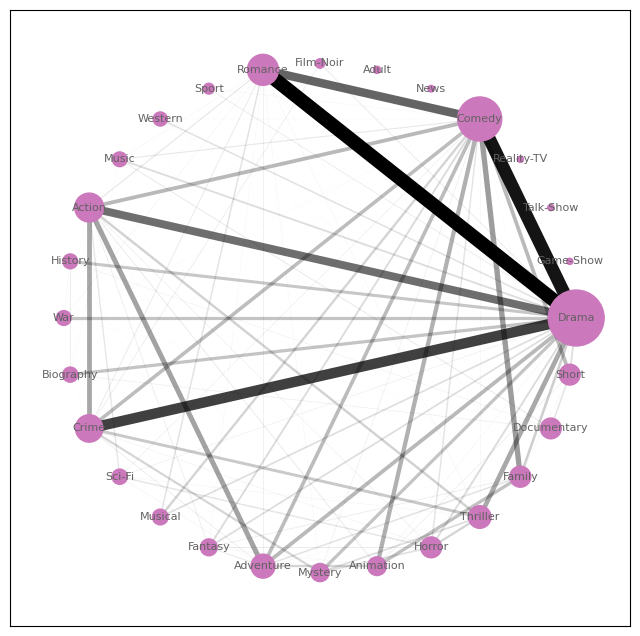 Film-Noir
Romance
Adult
Sport
News
Western
Comedy
Music
Reality-TV
Action
Talk-Show
History
Game-Show
War
Drama
Biography
Short
Crime
Documentary
Sci-Fi
Family
Musical
Thriller
Fantasy
Horror
Adventure
Mystery
Animation